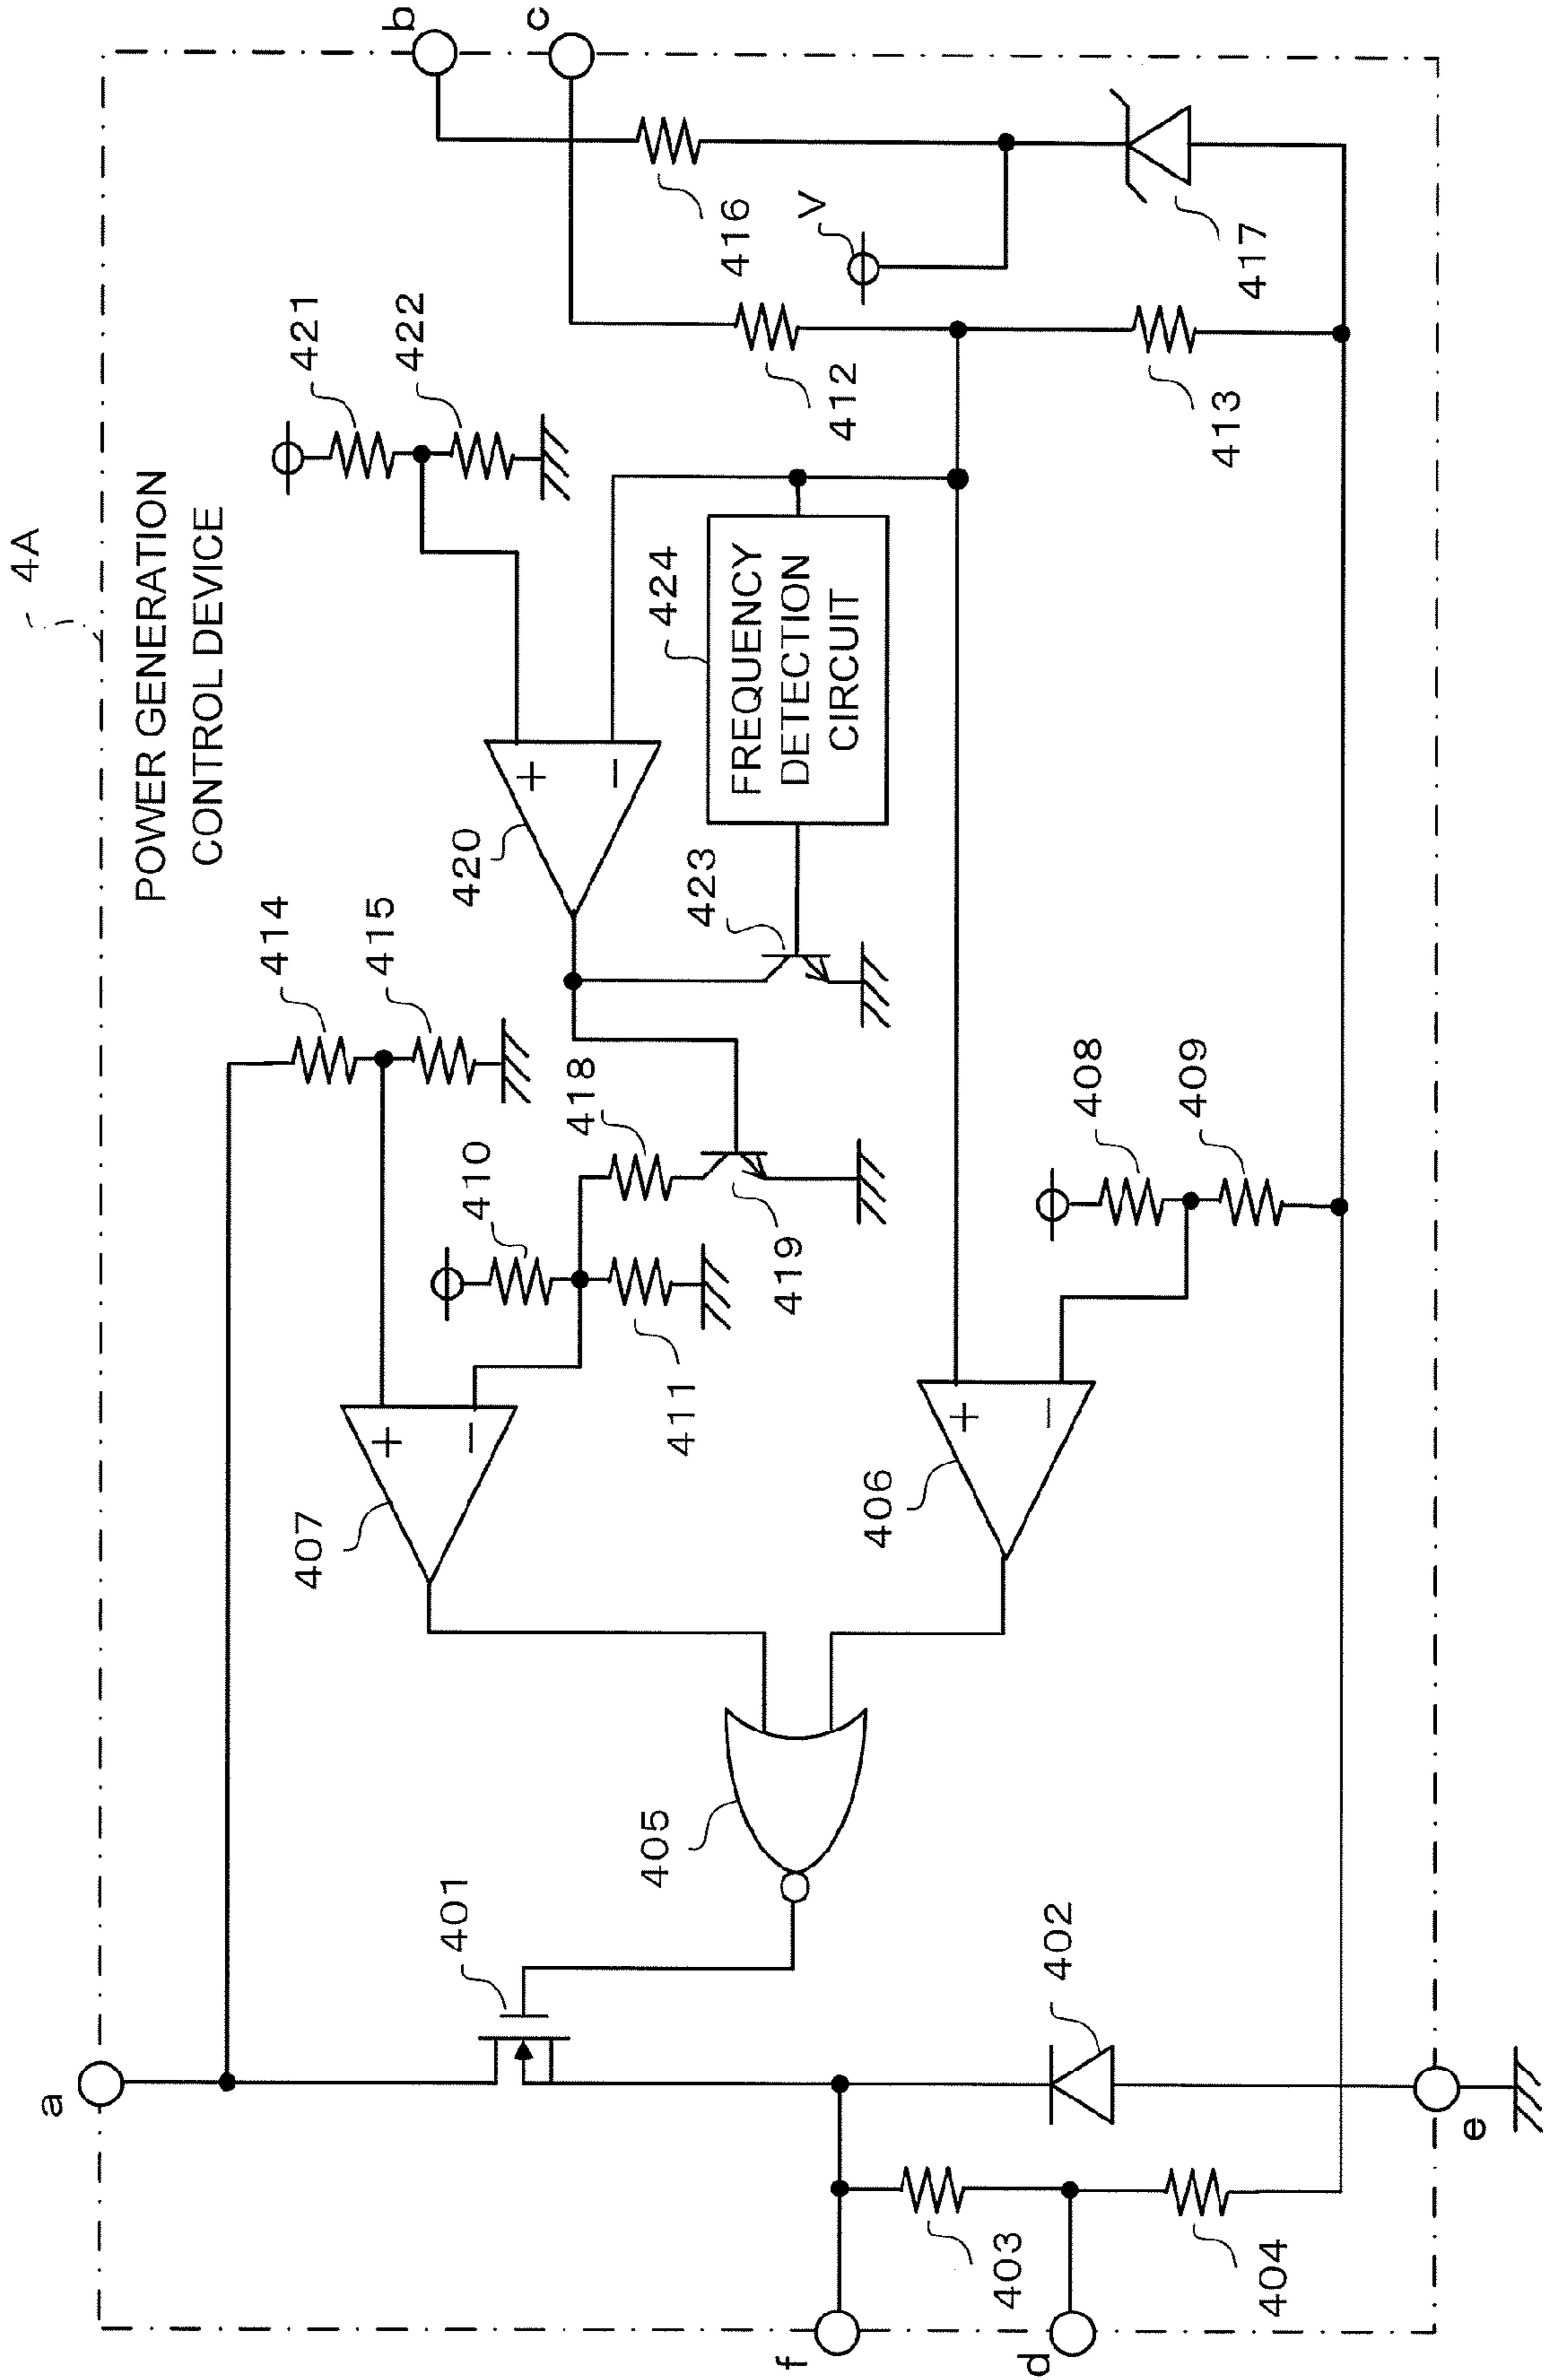 4A
POWER GENERATION
CONTROL DEVICE
a
b
c
d
e
f
V
401
402
403
404
405
406
407
408
409
410
411
412
413
414
415
416
417
418
419
420
421
422
423
424
FREQUENCY
DETECTION
CIRCUIT
+
−
+
−
+
−